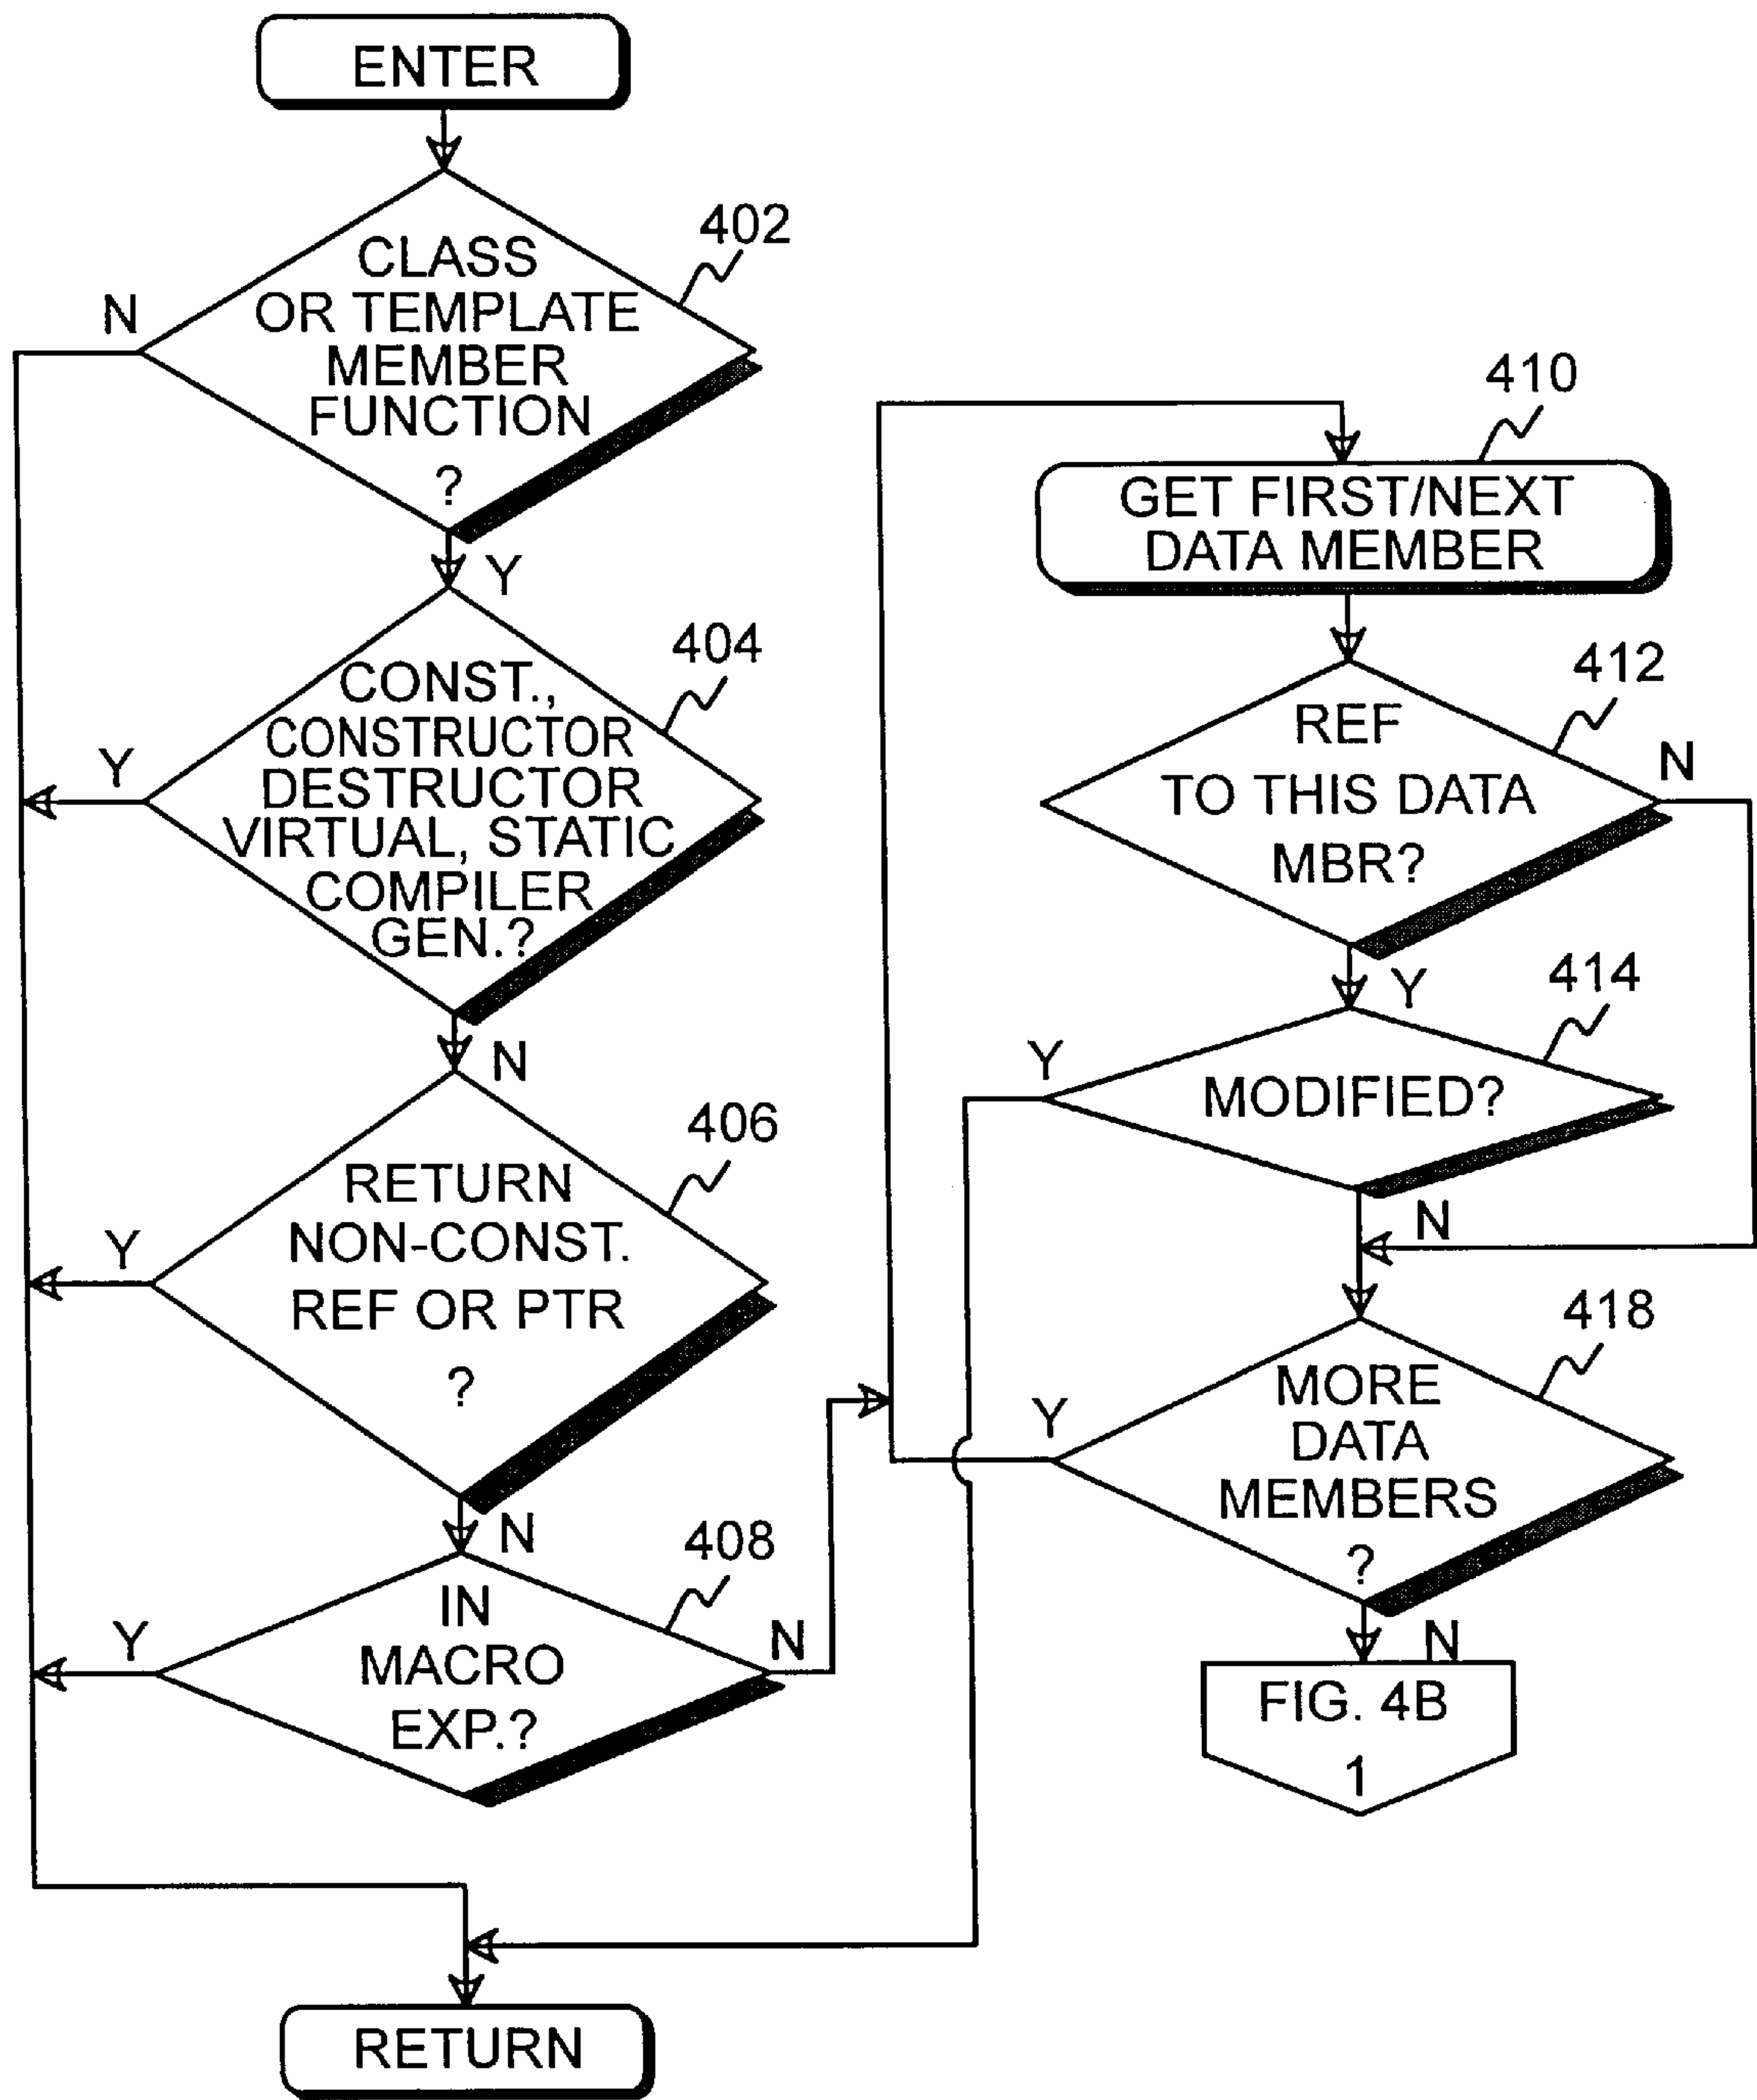 ENTER
402
CLASS
OR TEMPLATE
MEMBER
FUNCTION
?
N
Y
404
CONST.,
CONSTRUCTOR
DESTRUCTOR
VIRTUAL, STATIC
COMPILER
GEN.?
Y
N
406
RETURN
NON-CONST.
REF OR PTR
?
Y
N
408
IN
MACRO
EXP.?
Y
N
RETURN
410
GET FIRST/NEXT
DATA MEMBER
412
REF
TO THIS DATA
MBR?
N
Y
414
MODIFIED?
Y
N
418
MORE
DATA
MEMBERS
?
Y
N
FIG. 4B
1